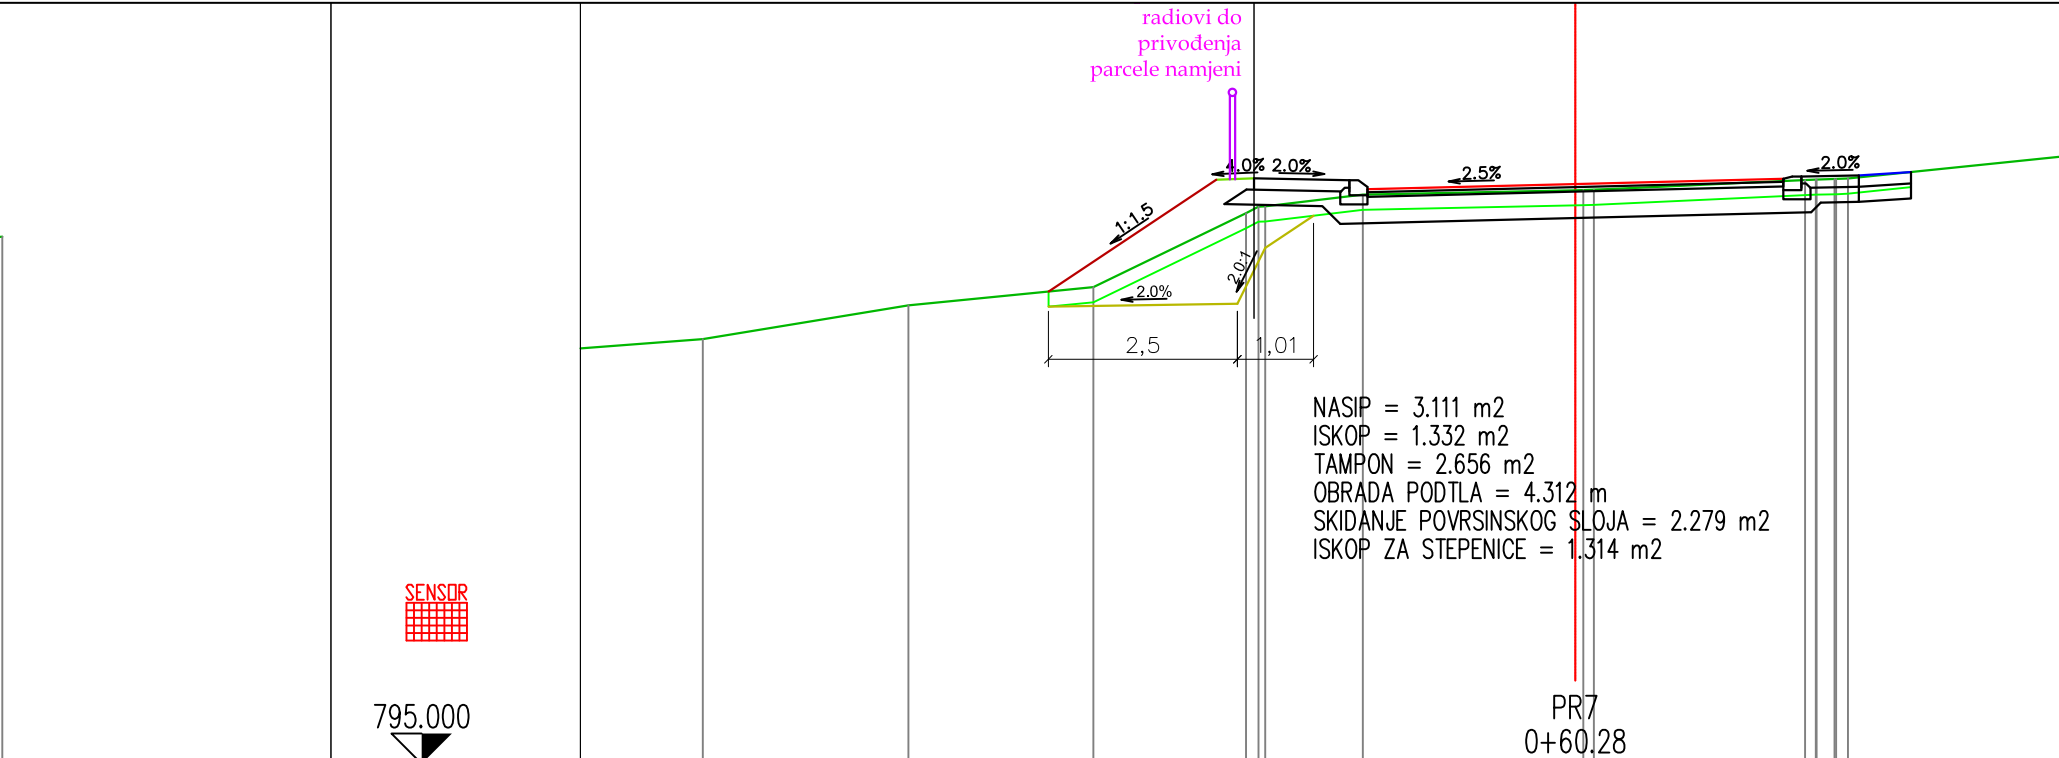 radiovi do
privođenja
parcele namjeni
4.0% 2.0%
2.5%
2.0%
1:1.5
2.0:1
2.0%
2,5
1,01
NASIP = 3.111 m2
ISKOP = 1.332 m2
TAMPON = 2.656 m2
OBRADA PODTLA = 4.312 m
SKIDANJE POVRSINSKOG SLOJA = 2.279 m2
ISKOP ZA STEPENICE = 1.314 m2
SENSOR
795.000
PR7
0+60.28